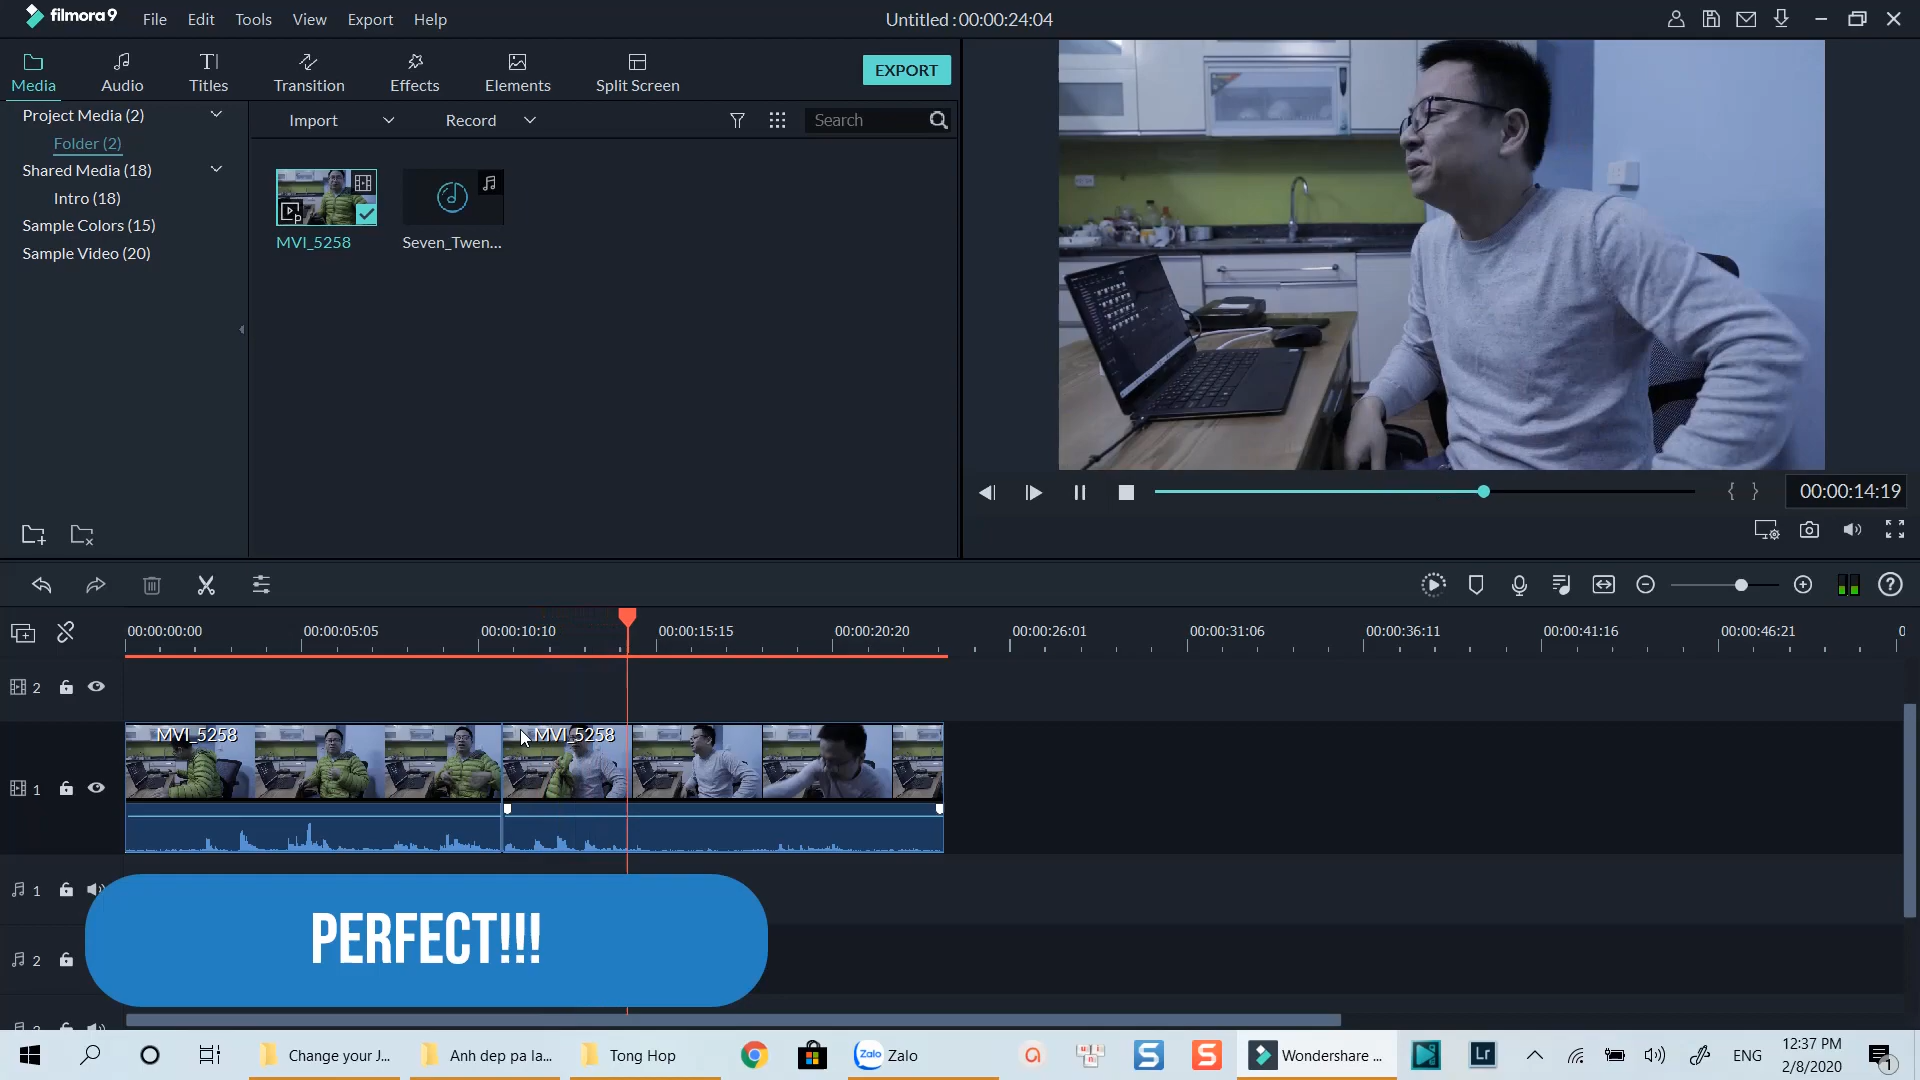 filmora9 File Edit Tools View Export Help Untitled : 00:00:24:04
Media Audio Titles Transition Effects Elements Split Screen EXPORT
Project Media (2) Import Record Search
Folder (2)
Shared Media (18)
Intro (18)
Sample Colors (15)
Sample Video (20)
MVI_5258 Seven_Twen...
{ } 00:00:14:19
00:00:00:00 00:00:05:05 00:00:10:10 00:00:15:15 00:00:20:20 00:00:26:01 00:00:31:06 00:00:36:11 00:00:41:16 00:00:46:21 0
2
MVI_5258 MVI_5258
1
1
PERFECT!!!
2
Change your J... Anh dep pa la... Tong Hop Zalo Zalo Wondershare ... Lr ENG 12:37 PM
2/8/2020 1